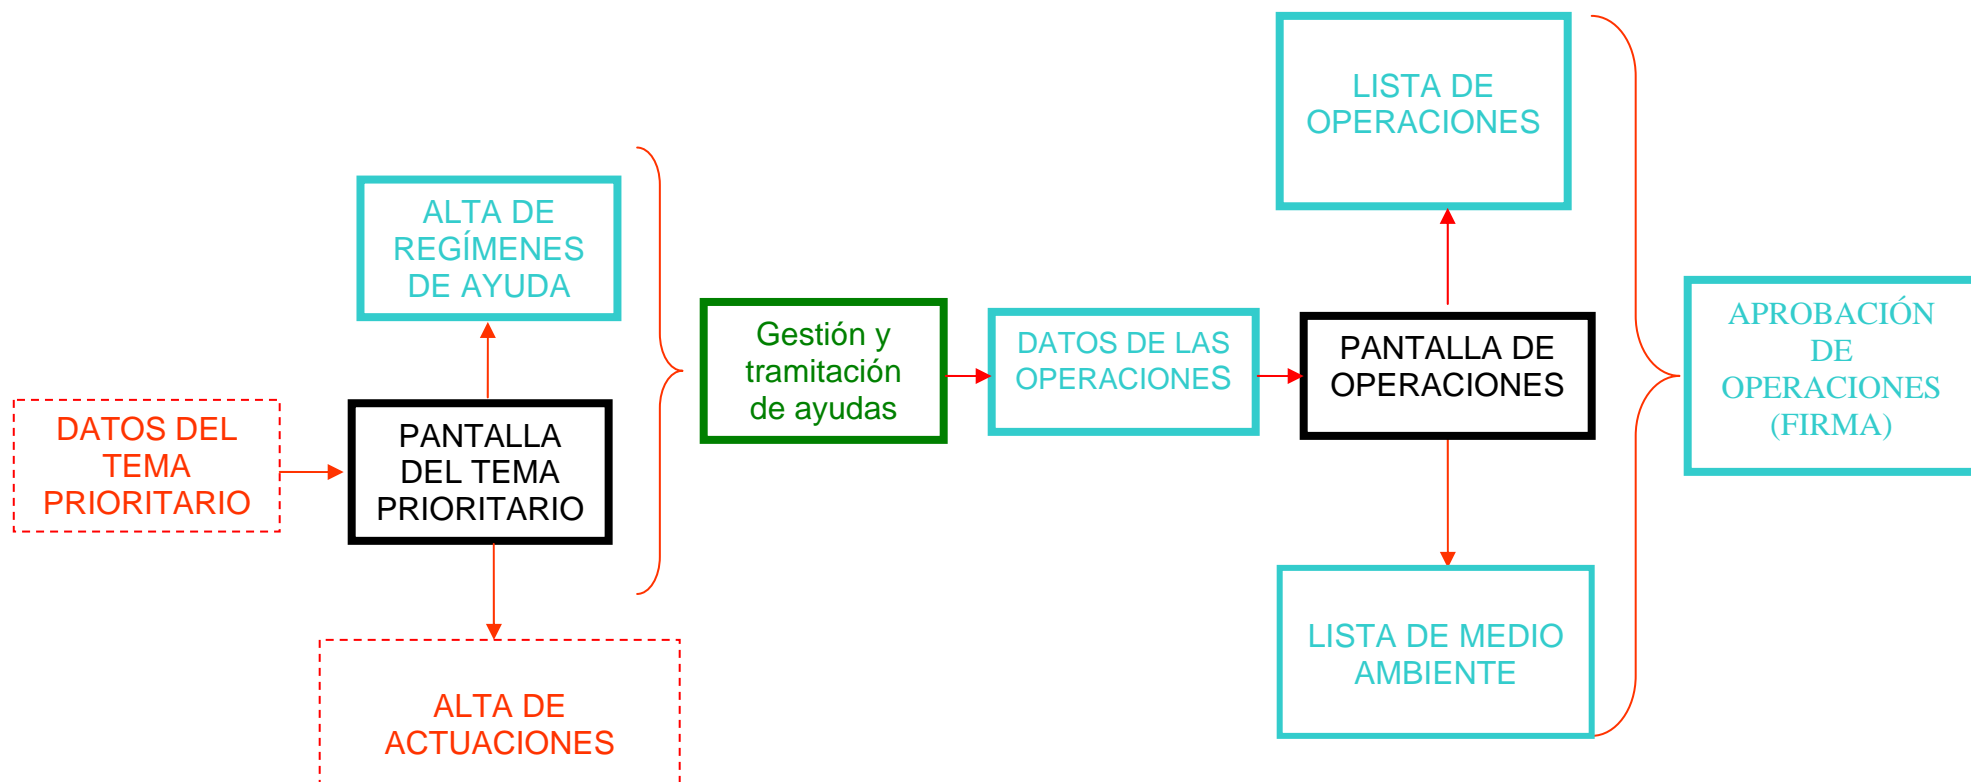 DATOS DEL
TEMA
PRIORITARIO
ALTA DE
REGÍMENES
DE AYUDA
PANTALLA
DEL TEMA
PRIORITARIO
ALTA DE
ACTUACIONES
Gestión y
tramitación
de ayudas
DATOS DE LAS
OPERACIONES
LISTA DE
OPERACIONES
PANTALLA DE
OPERACIONES
LISTA DE MEDIO
AMBIENTE
APROBACIÓN
DE
OPERACIONES
(FIRMA)